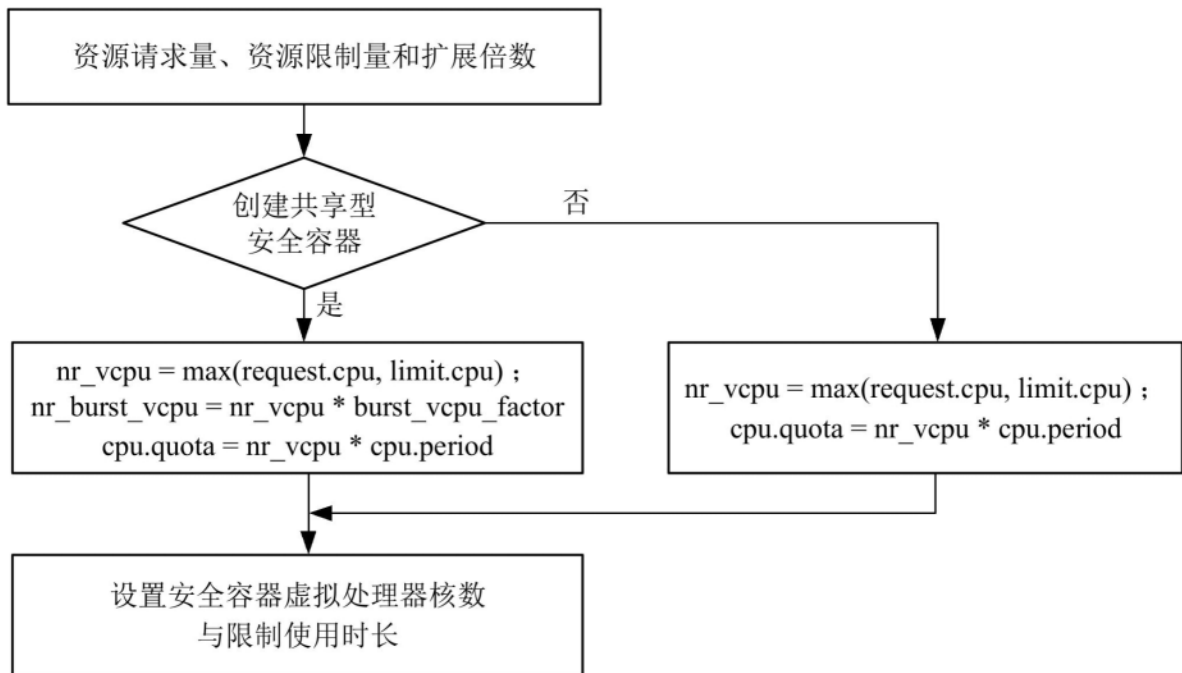 资源请求量、资源限制量和扩展倍数
创建共享型
安全容器
否
是
nr_vcpu = max(request.cpu, limit.cpu)；
nr_burst_vcpu = nr_vcpu * burst_vcpu_factor
cpu.quota = nr_vcpu * cpu.period
nr_vcpu = max(request.cpu, limit.cpu)；
cpu.quota = nr_vcpu * cpu.period
设置安全容器虚拟处理器核数
与限制使用时长